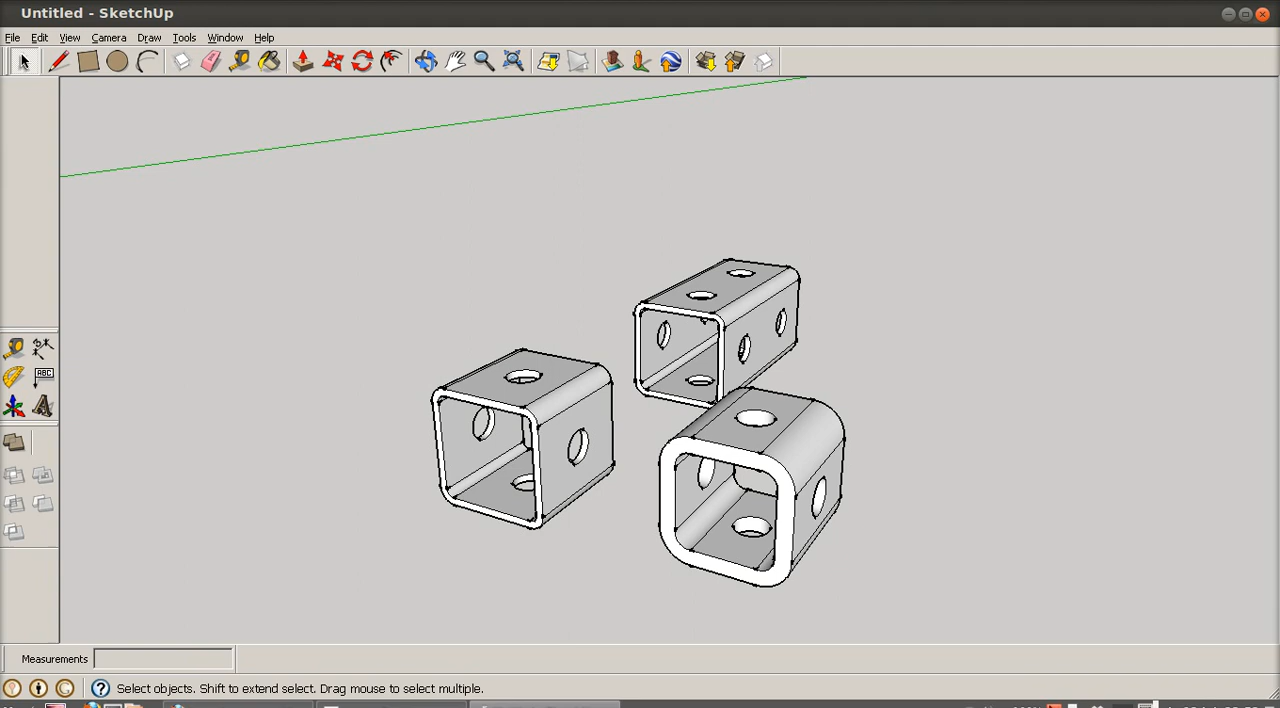 Untitled - SketchUp
File Edit View Camera Draw Tools Window Help
ABC
A
Measurements
Select objects. Shift to extend select. Drag mouse to select multiple.